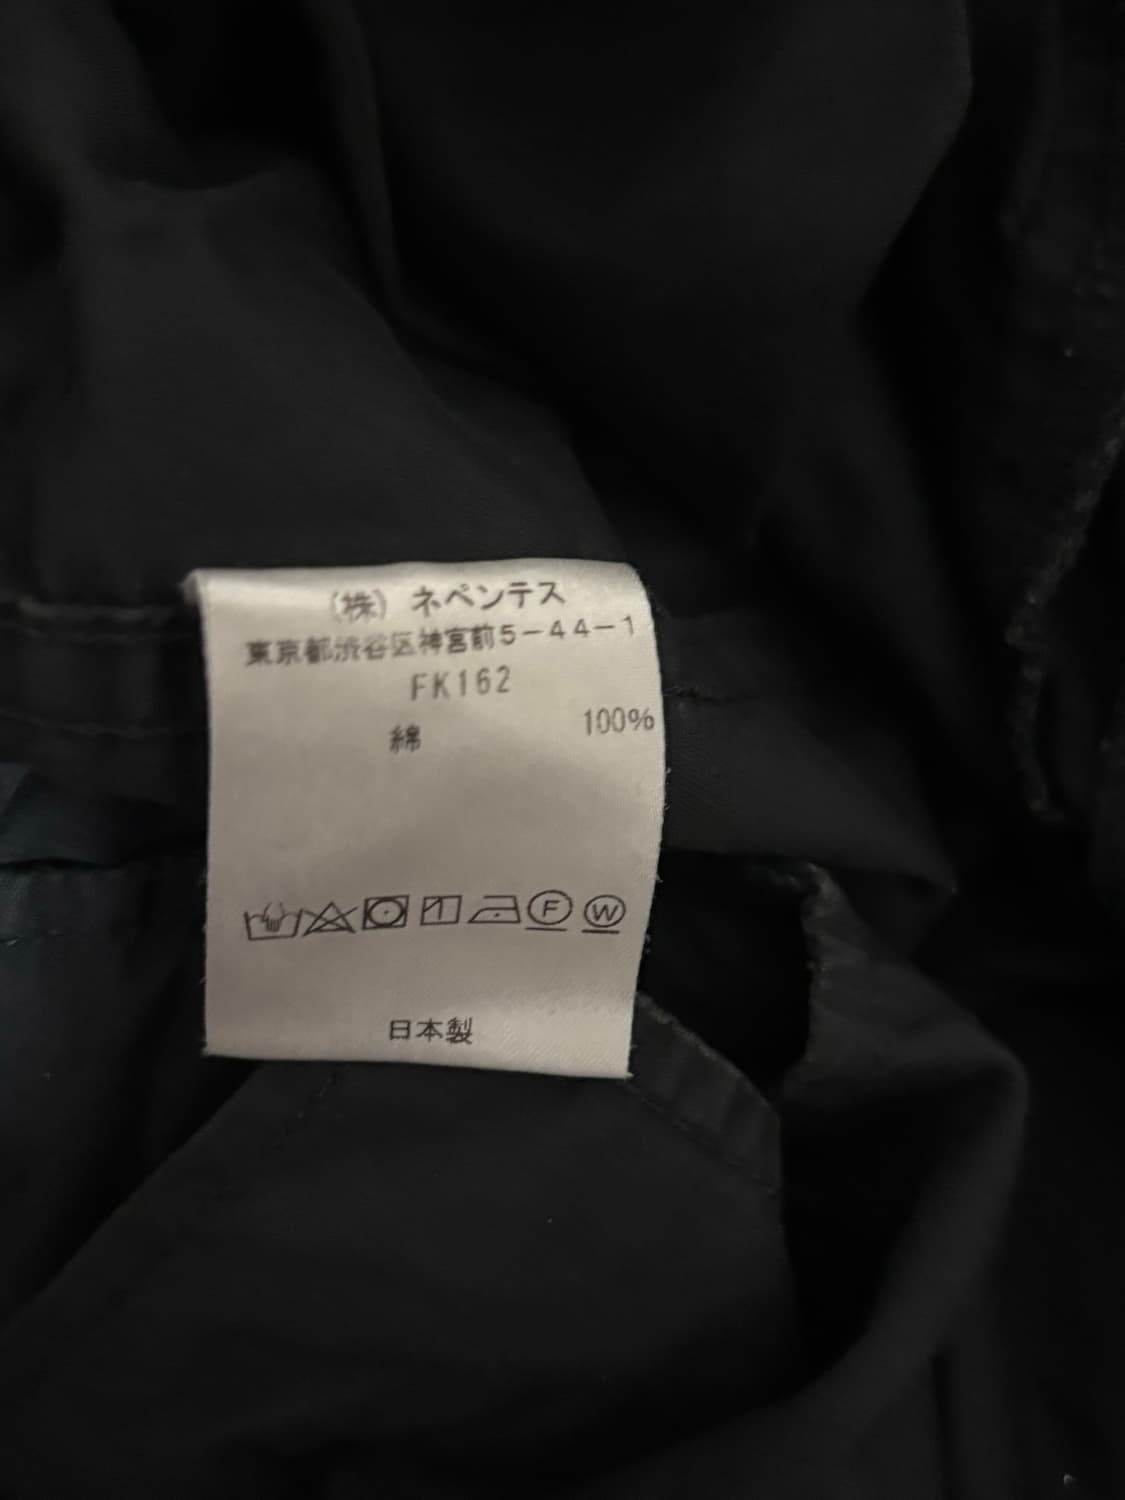 （株）ネペンテス
東京都渋谷区神宮前5-44-1
FK162
綿 100%
F W
日本製